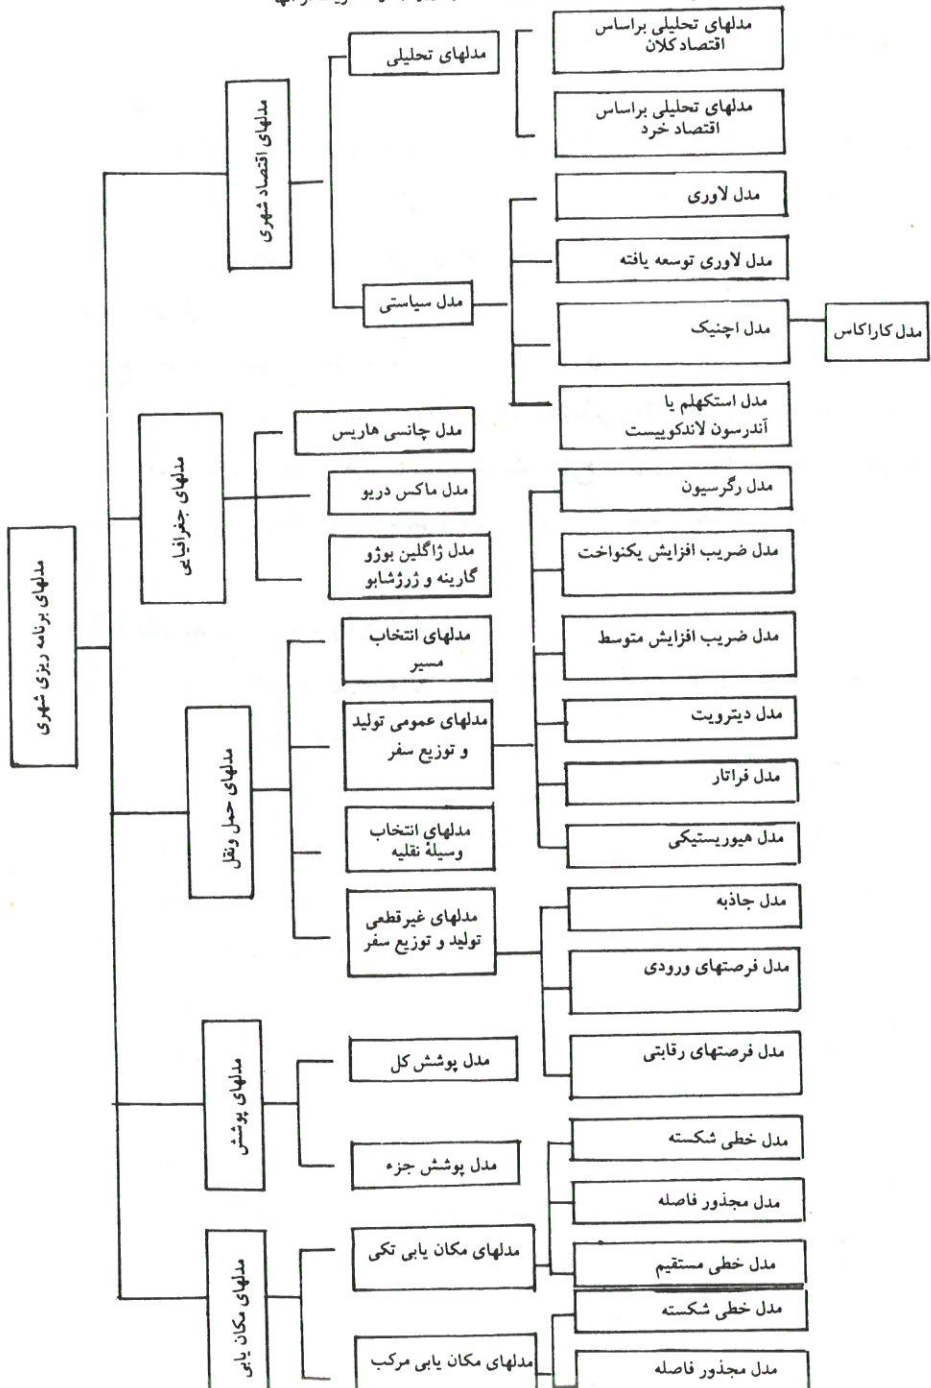 مدلهای برنامه ریزی شهری
مدلهای اقتصاد شهری
مدلهای تحلیلی
مدلهای تحلیلی براساس
اقتصاد کلان
مدلهای تحلیلی براساس
اقتصاد خرد
مدل سیاستی
مدل لاوری
مدل لاوری توسعه یافته
مدل اچنیک
مدل کاراکاس
مدل استکهلم یا
آندرسون لاندکوییست
مدلهای جغرافیایی
مدل چانسی هاریس
مدل ماکس دریو
مدل ژاگلین بوژو
گارینه و ژرژشابو
مدلهای حمل ونقل
مدلهای انتخاب
مسیر
مدلهای عمومی تولید
و توزیع سفر
مدل رگرسیون
مدل ضریب افزایش یکنواخت
مدل ضریب افزایش متوسط
مدل دیترویت
مدل فراتار
مدل هیوریستیکی
مدلهای انتخاب
وسیلهٔ نقلیه
مدلهای غیرقطعی
تولید و توزیع سفر
مدل جاذبه
مدل فرصتهای ورودی
مدل فرصتهای رقابتی
مدلهای پوشش
مدل پوشش کل
مدل پوشش جزء
مدلهای مکان یابی
مدلهای مکان یابی تکی
مدل خطی شکسته
مدل مجذور فاصله
مدل خطی مستقیم
مدلهای مکان یابی مرکب
مدل خطی شکسته
مدل مجذور فاصله